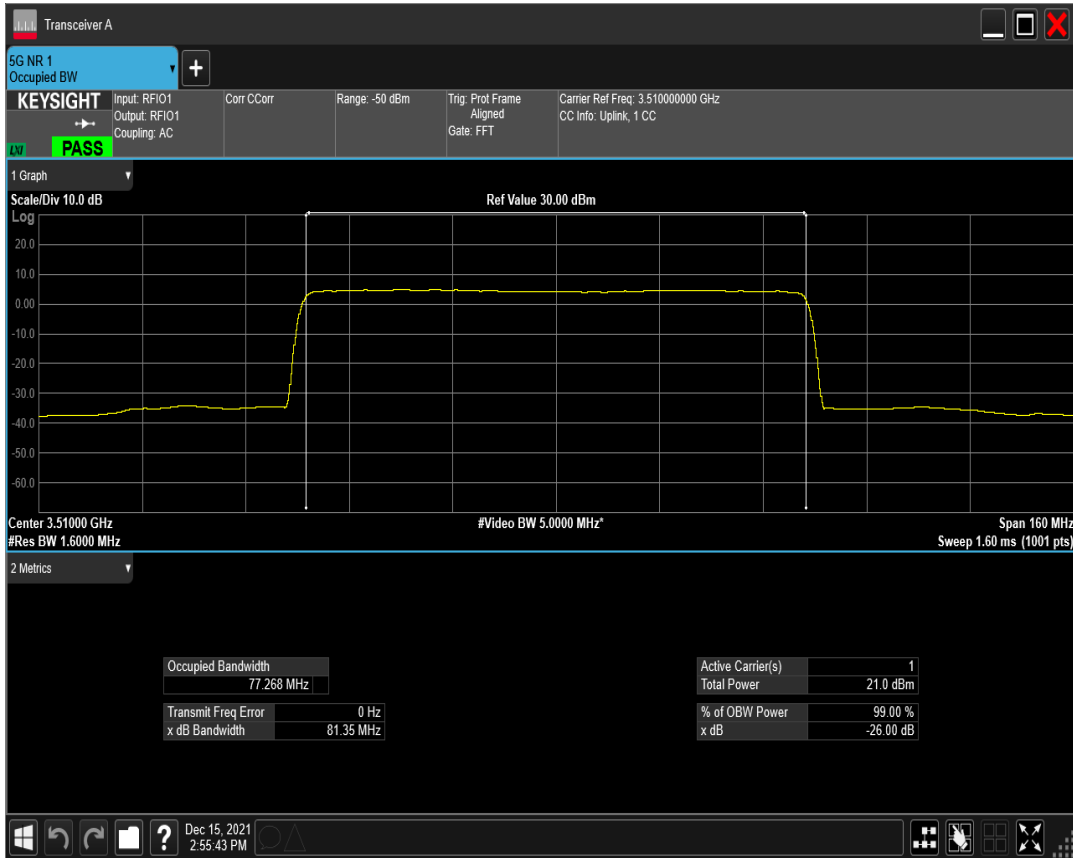 Transceiver A
5G NR 1
Occupied BW
KEYSIGHT
LXI
PASS
Input: RFIO1
Output: RFIO1
Coupling: AC
Corr CCorr
Range: -50 dBm
Trig: Prot Frame
Aligned
Gate: FFT
Carrier Ref Freq: 3.510000000 GHz
CC Info: Uplink, 1 CC
1 Graph
Scale/Div 10.0 dB
Ref Value 30.00 dBm
Log
20.0
10.0
0.00
-10.0
-20.0
-30.0
-40.0
-50.0
-60.0
Center 3.51000 GHz
#Video BW 5.0000 MHz*
Span 160 MHz
#Res BW 1.6000 MHz
Sweep 1.60 ms (1001 pts)
2 Metrics
Occupied Bandwidth
77.268 MHz
Transmit Freq Error 0 Hz
x dB Bandwidth 81.35 MHz
Active Carrier(s) 1
Total Power 21.0 dBm
% of OBW Power 99.00 %
x dB -26.00 dB
?
Dec 15, 2021
2:55:43 PM